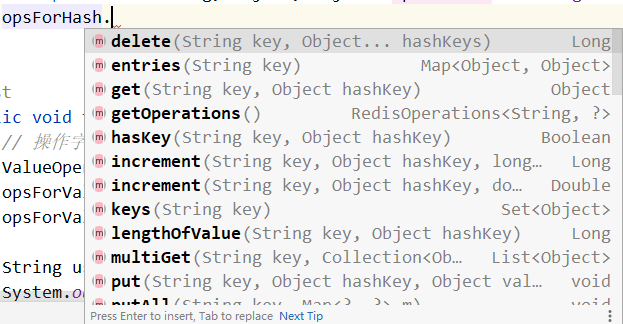 opsForHash.
delete(String key, Object... hashKeys) Long
entries(String key) Map<Object, Object>
get(String key, Object hashKey) Object
getOperations() RedisOperations<String, ?>
hasKey(String key, Object hashKey) Boolean
increment(String key, Object hashKey, long… Long
increment(String key, Object hashKey, do… Double
keys(String key) Set<Object>
lengthOfValue(String key, Object hashKey) Long
multiGet(String key, Collection<Ob… List<Object>
put(String key, Object hashKey, Object val… void
putAll(String key, Map<?, ?> m) void
Press Enter to insert, Tab to replace Next Tip
st
lic void
// 操作字
ValueOpe
opsForVa
opsForVa
String u
System.o